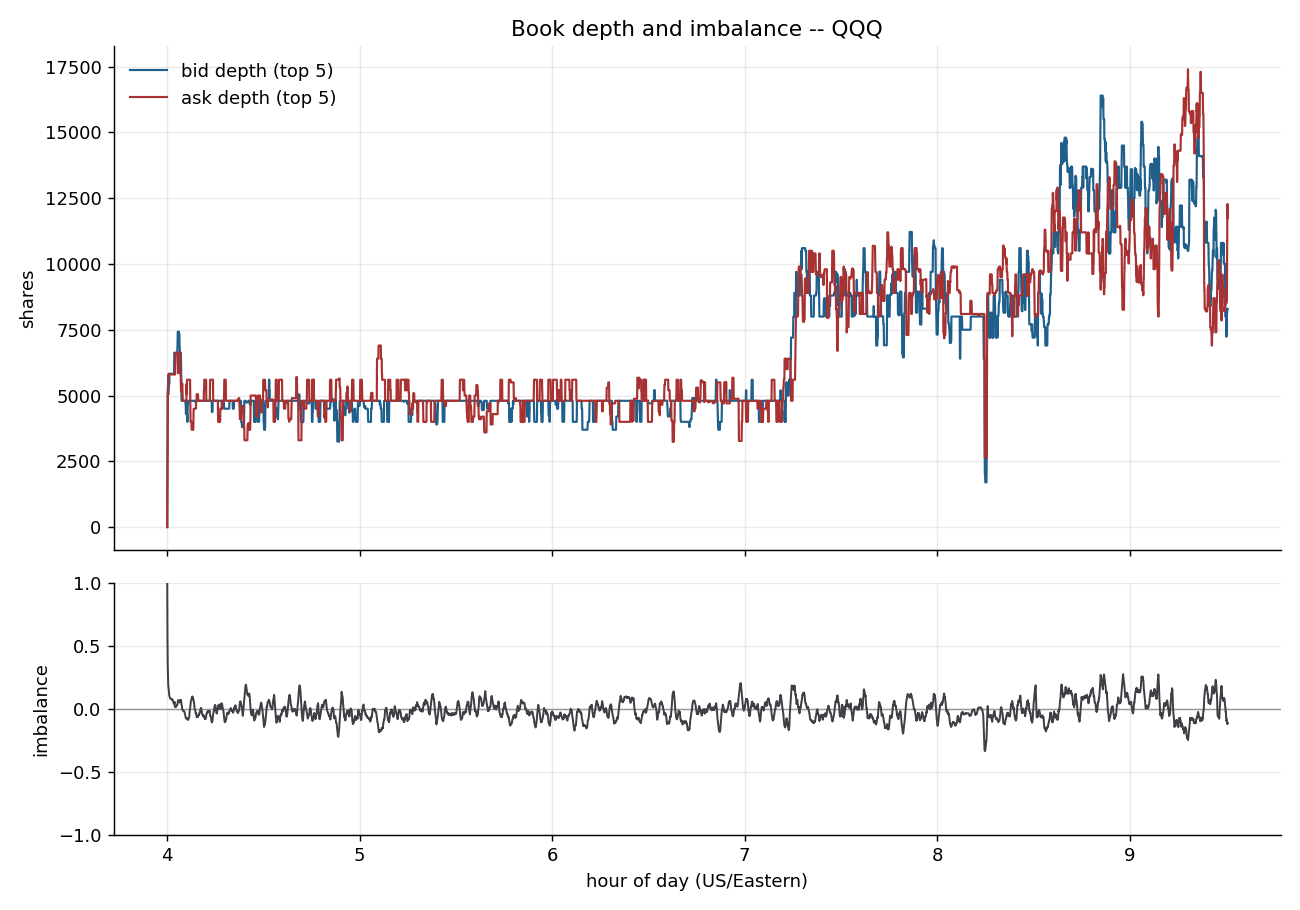 Book depth and imbalance -- QQQ
bid depth (top 5)
ask depth (top 5)
17500
15000
12500
10000
7500
5000
2500
0
shares
1.0
0.5
0.0
−0.5
−1.0
imbalance
4 5 6 7 8 9
hour of day (US/Eastern)